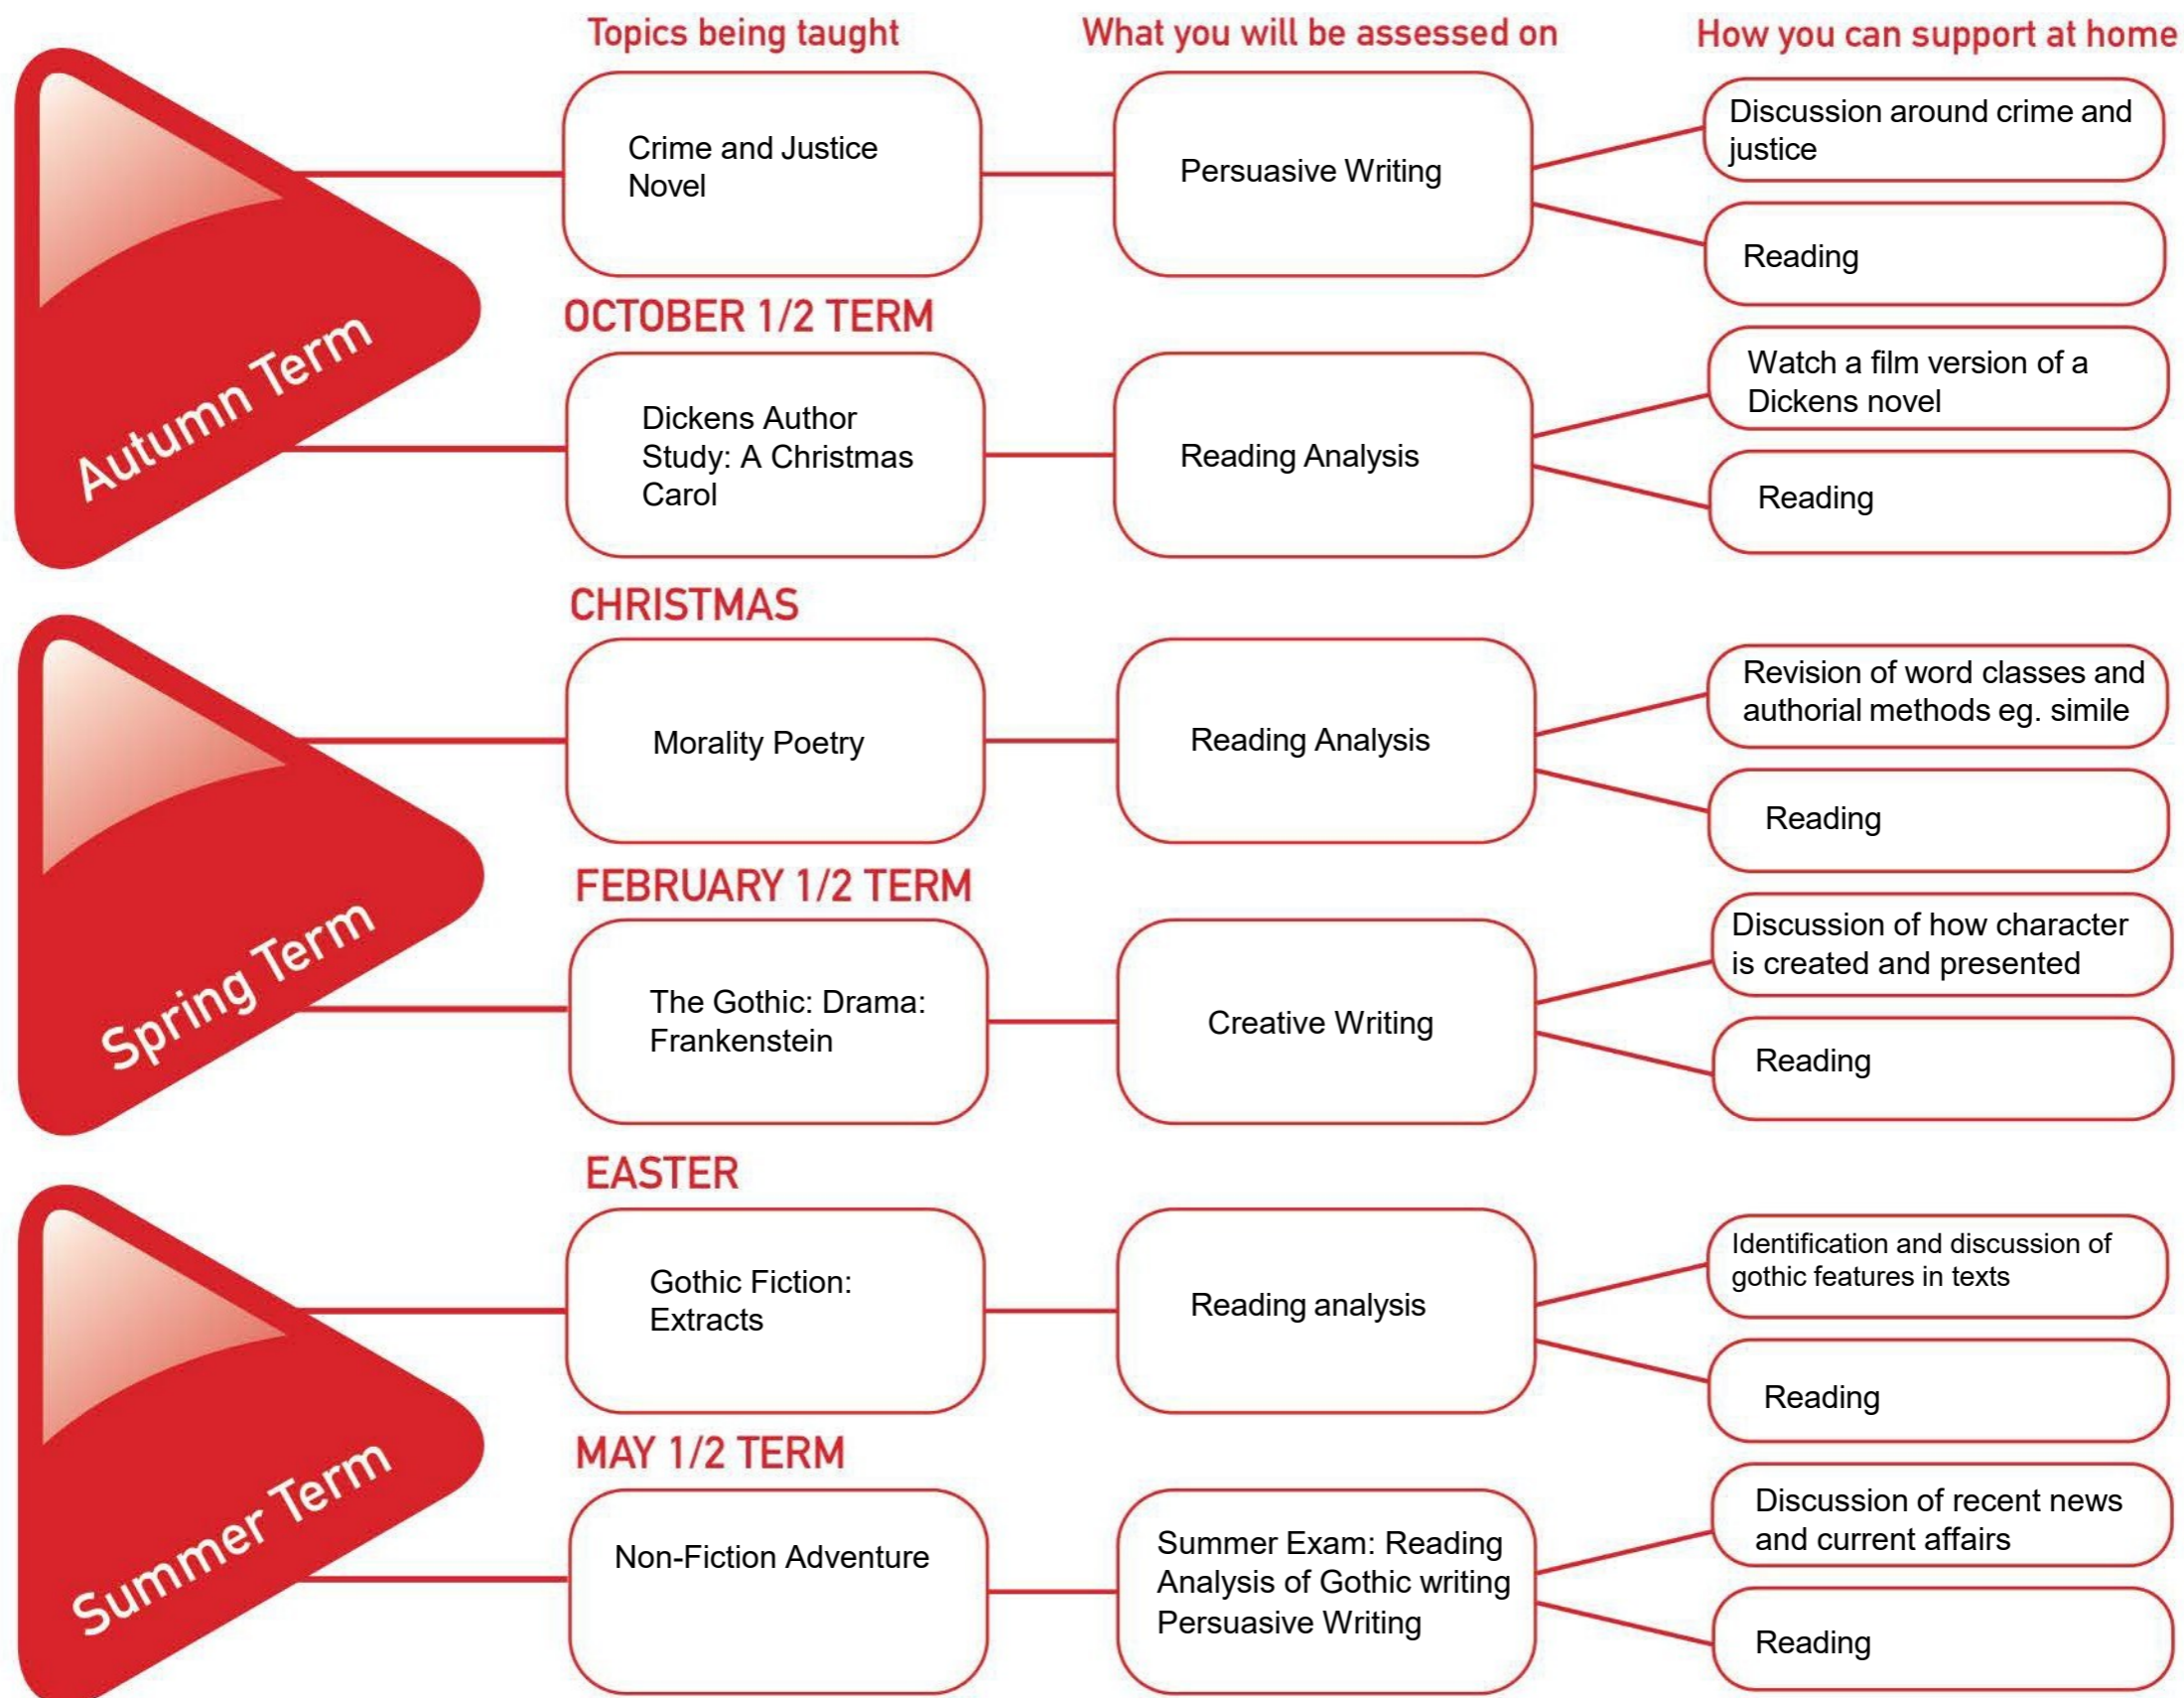 Topics being taught
What you will be assessed on
How you can support at home
Autumn Term
Crime and Justice
Novel
Persuasive Writing
Discussion around crime and
justice
Reading
OCTOBER 1/2 TERM
Dickens Author
Study: A Christmas
Carol
Reading Analysis
Watch a film version of a
Dickens novel
Reading
CHRISTMAS
Spring Term
Morality Poetry
Reading Analysis
Revision of word classes and
authorial methods eg. simile
Reading
FEBRUARY 1/2 TERM
The Gothic: Drama:
Frankenstein
Creative Writing
Discussion of how character
is created and presented
Reading
EASTER
Summer Term
Gothic Fiction:
Extracts
Reading analysis
Identification and discussion of
gothic features in texts
Reading
MAY 1/2 TERM
Non-Fiction Adventure
Summer Exam: Reading
Analysis of Gothic writing
Persuasive Writing
Discussion of recent news
and current affairs
Reading